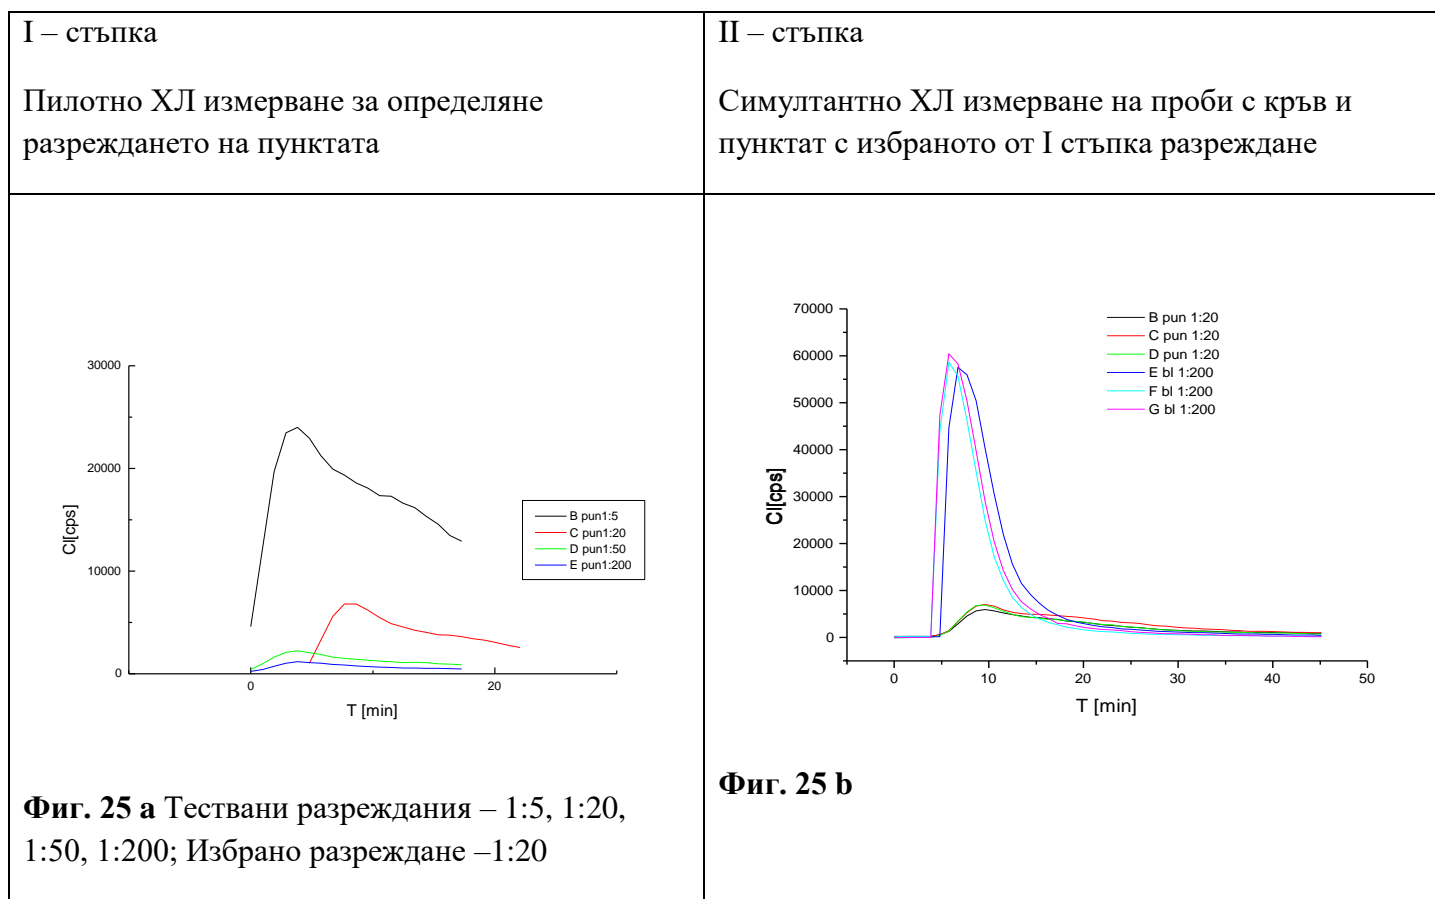 I – стъпка
Пилотно ХЛ измерване за определяне
разреждането на пунктата
II – стъпка
Симултантно ХЛ измерване на проби с кръв и
пунктат с избраното от I стъпка разреждане
30000
20000
10000
0
0
20
Cl[cps]
T [min]
B pun1:5
C pun1:20
D pun1:50
E pun1:200
Фиг. 25 a Тествани разреждания – 1:5, 1:20,
1:50, 1:200; Избрано разреждане –1:20
70000
60000
50000
40000
30000
20000
10000
0
0
10
20
30
40
50
Cl[cps]
T [min]
B pun 1:20
C pun 1:20
D pun 1:20
E bl 1:200
F bl 1:200
G bl 1:200
Фиг. 25 b